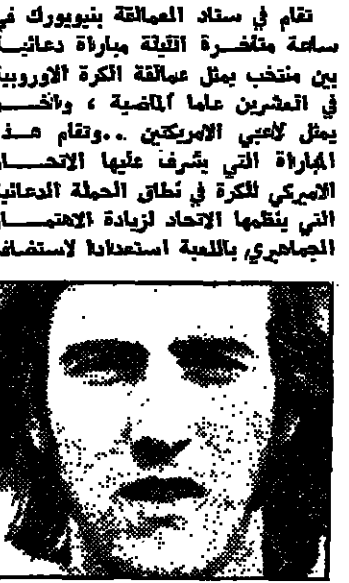 تقام في ستاد العمالقة بنيويورك في
ساعة متأخرة الليلة مباراة دعائية
بين منتخب يمثل عمالقة الكرة الاوروبية
في العشرين عاما الماضية ، وآخر
يمثل لاعبي الامريكتين ..وتقام هذه
المباراة التي يشرف عليها الاتحاد
الاميركي للكرة في نطاق الحملة الدعائية
التي ينظمها الاتحاد لزيادة الاهتمام
الجماهيري باللعبة استعدادا لاستضافة